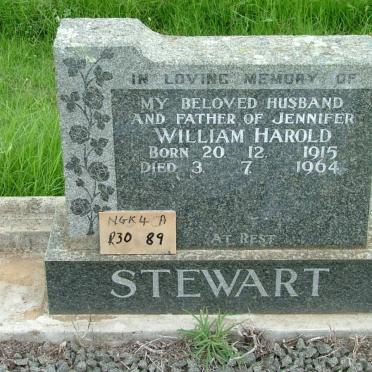 IN LOVING MEMORY OF
MY BELOVED HUSBAND
AND FATHER OF JENNIFER
WILLIAM HAROLD
BORN 20 12 1915
DIED 3 7 1964
NGK4 A
R30 89
AT REST
STEWART